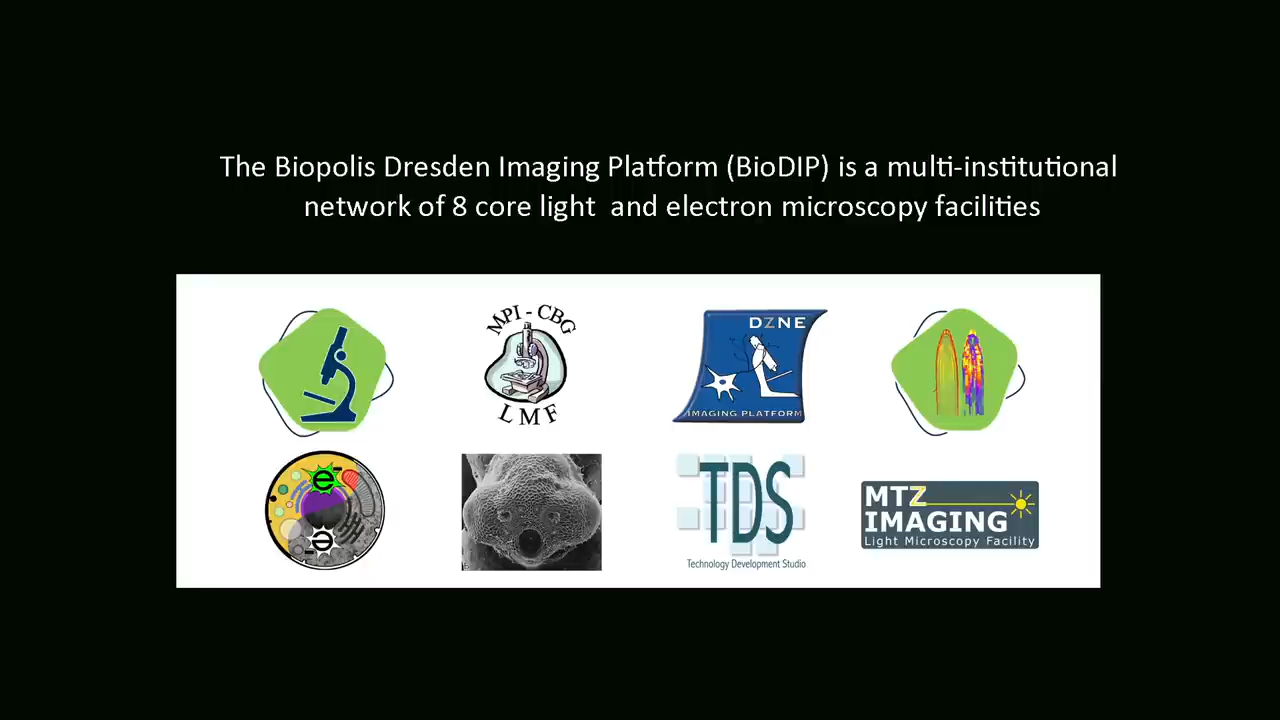 The Biopolis Dresden Imaging Platform (BioDIP) is a multi-institutional
network of 8 core light and electron microscopy facilities
MPI - CBG
LMF
DZNE
IMAGING PLATFORM
e
e
TDS
Technology Development Studio
MTZ
IMAGING
Light Microscopy Facility